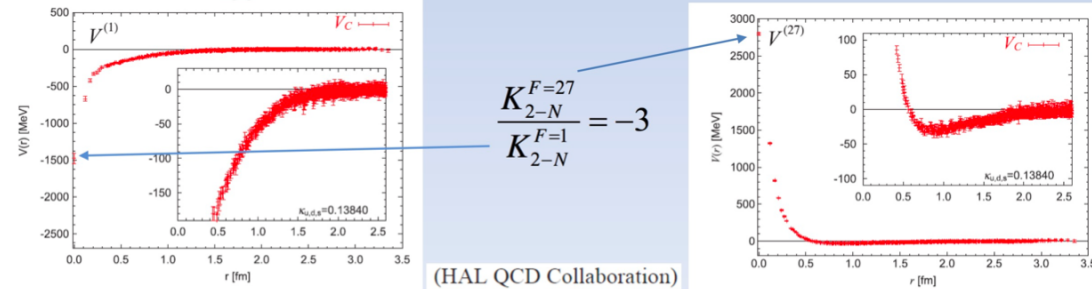 V^{(1)}
V_C
V(r) [MeV]
500
0
-500
-1000
-1500
-2000
-2500
0
-50
-100
-150
κ_{u,d,s}=0.13840
0.0 0.5 1.0 1.5 2.0 2.5
0.0 0.5 1.0 1.5 2.0 2.5 3.0 3.5
r [fm]
\frac{K_{2-N}^{F=27}}{K_{2-N}^{F=1}} = -3
(HAL QCD Collaboration)
V^{(27)}
V_C
V(r) [MeV]
3000
2500
2000
1500
1000
500
0
100
50
0
-50
-100
κ_{u,d,s}=0.13840
0.0 0.5 1.0 1.5 2.0 2.5
0.0 0.5 1.0 1.5 2.0 2.5 3.0 3.5
r [fm]